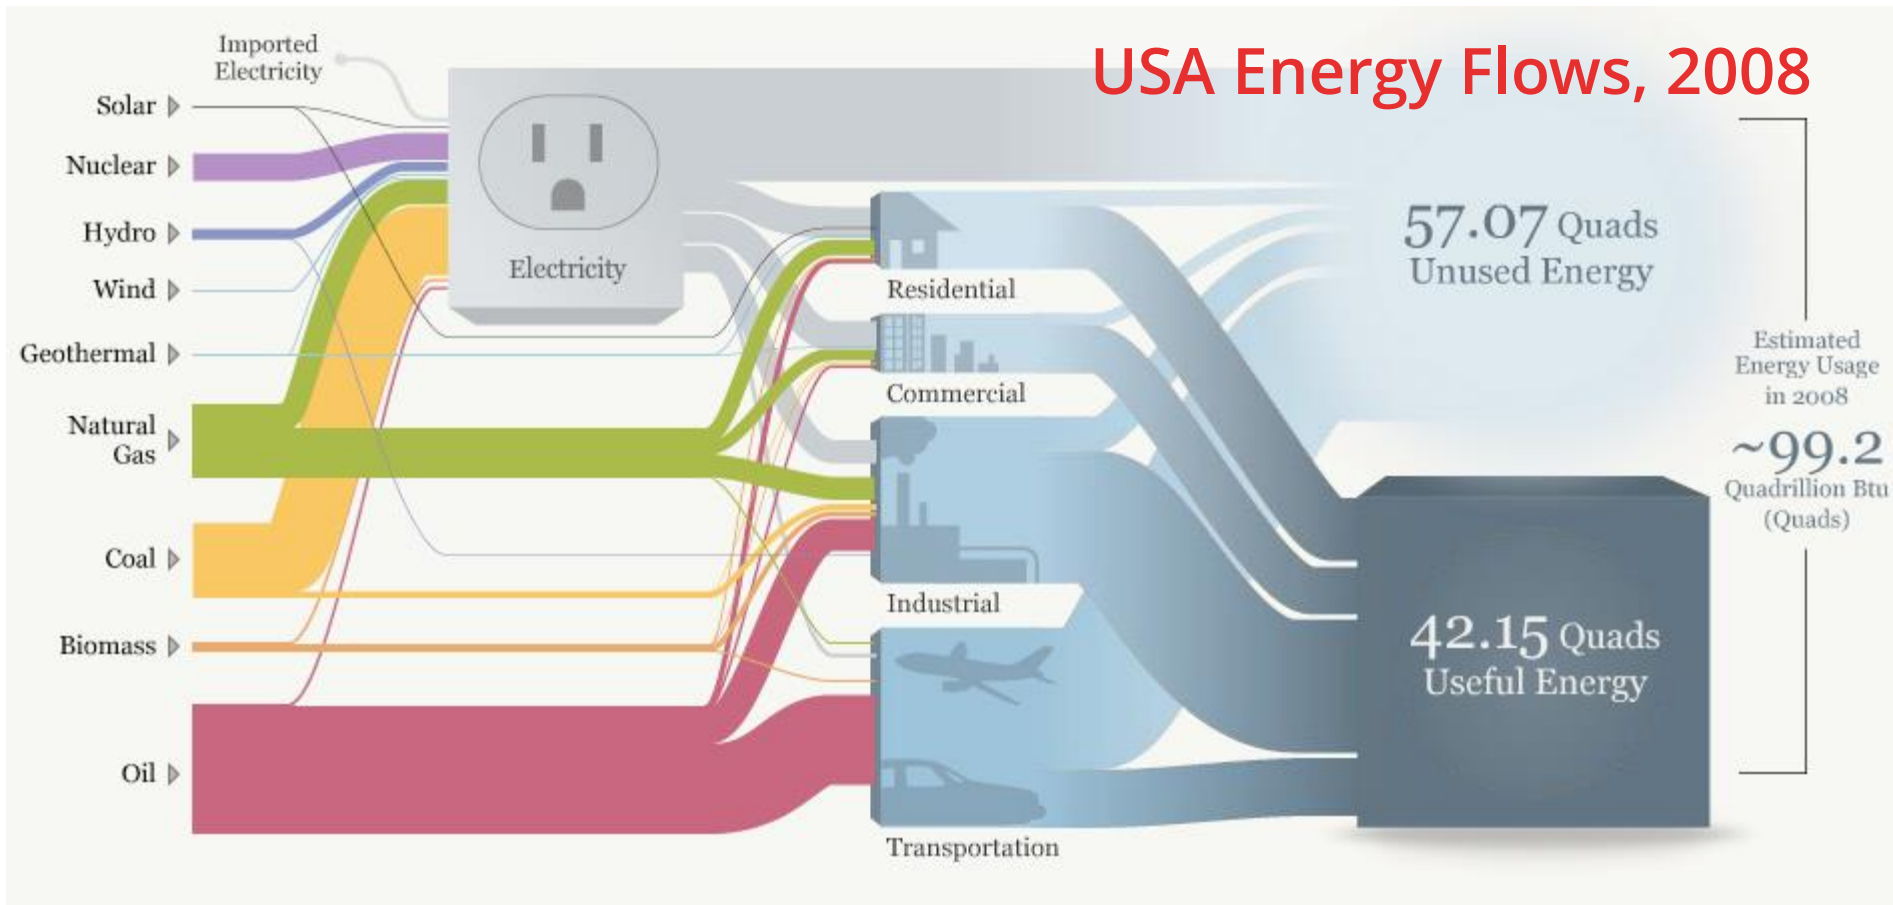 USA Energy Flows, 2008
Imported
Electricity
Solar
Nuclear
Hydro
Wind
Geothermal
Natural
Gas
Coal
Biomass
Oil
Electricity
Residential
Commercial
Industrial
Transportation
57.07 Quads
Unused Energy
42.15 Quads
Useful Energy
Estimated
Energy Usage
in 2008
~99.2
Quadrillion Btu
(Quads)